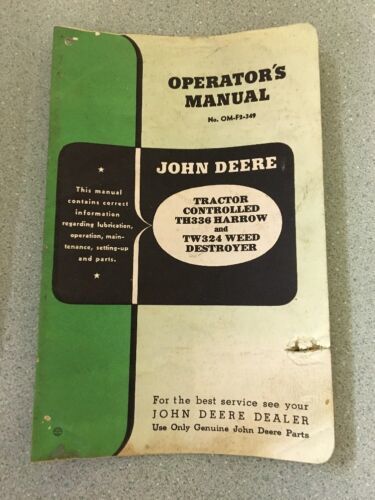 OPERATOR'S
MANUAL
No. OM-F2-349
JOHN DEERE
★
This manual
contains correct
information
regarding lubrication,
operation, main-
tenance, setting-up
and parts.
★
TRACTOR
CONTROLLED
TH336 HARROW
and
TW324 WEED
DESTROYER
For the best service see your
JOHN DEERE DEALER
Use Only Genuine John Deere Parts